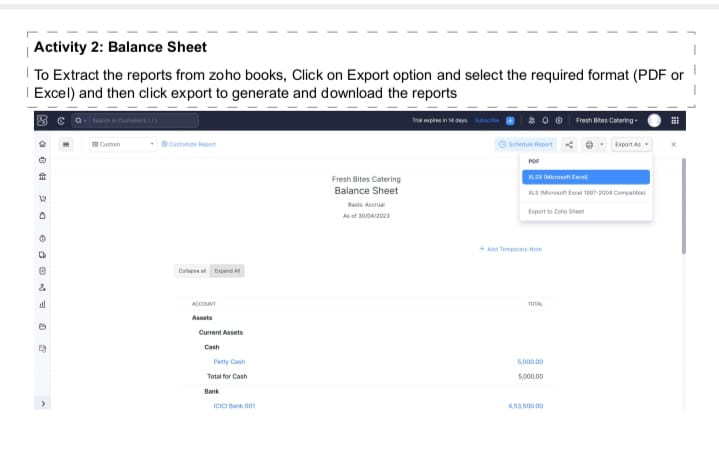 Activity 2: Balance Sheet
To Extract the reports from zoho books, Click on Export option and select the required format (PDF or
Excel) and then click export to generate and download the reports
Search in Customers ( / )
Trial expires in 14 days. Subscribe
Fresh Bites Catering
Custom
Customize Report
Schedule Report
Export As
PDF
XLSX (Microsoft Excel)
XLS (Microsoft Excel 1997-2004 Compatible)
Export to Zoho Sheet
Fresh Bites Catering
Balance Sheet
Basis: Accrual
As of 30/04/2023
+ Add Temporary Note
Collapse all Expand All
ACCOUNT TOTAL
Assets
Current Assets
Cash
Petty Cash 5,000.00
Total for Cash 5,000.00
Bank
ICICI Bank 001 4,53,500.00